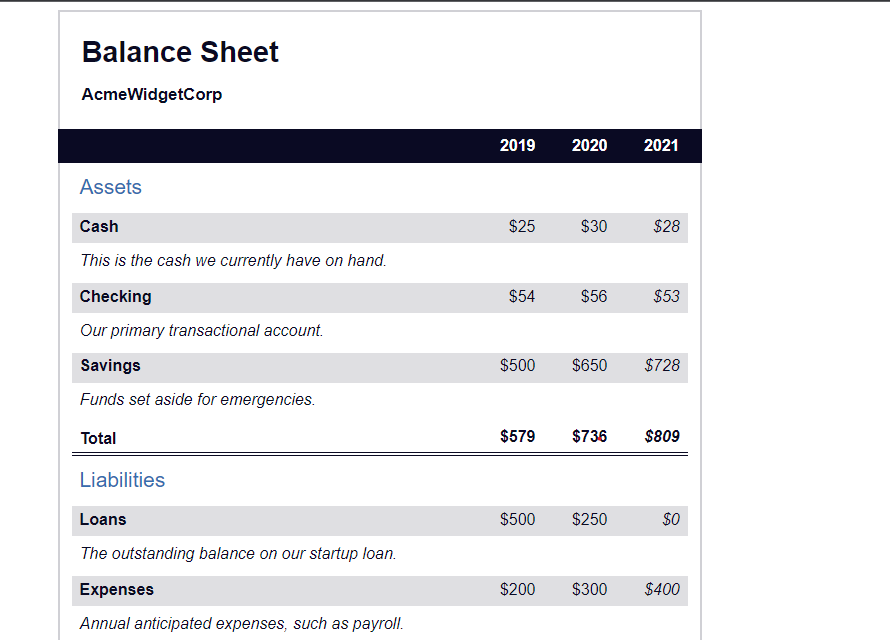 Balance Sheet
AcmeWidgetCorp
2019 2020 2021
Assets
Cash $25 $30 $28
This is the cash we currently have on hand.
Checking $54 $56 $53
Our primary transactional account.
Savings $500 $650 $728
Funds set aside for emergencies.
Total $579 $736 $809
Liabilities
Loans $500 $250 $0
The outstanding balance on our startup loan.
Expenses $200 $300 $400
Annual anticipated expenses, such as payroll.